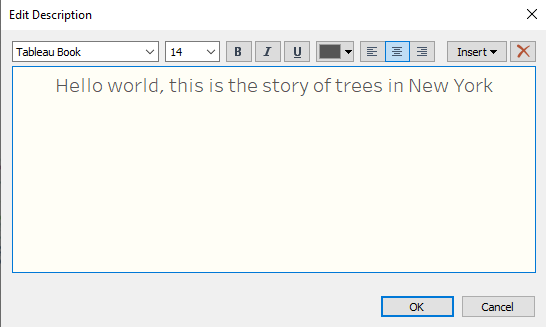 Edit Description
Tableau Book 14 B I U Insert
Hello world, this is the story of trees in New York
OK Cancel